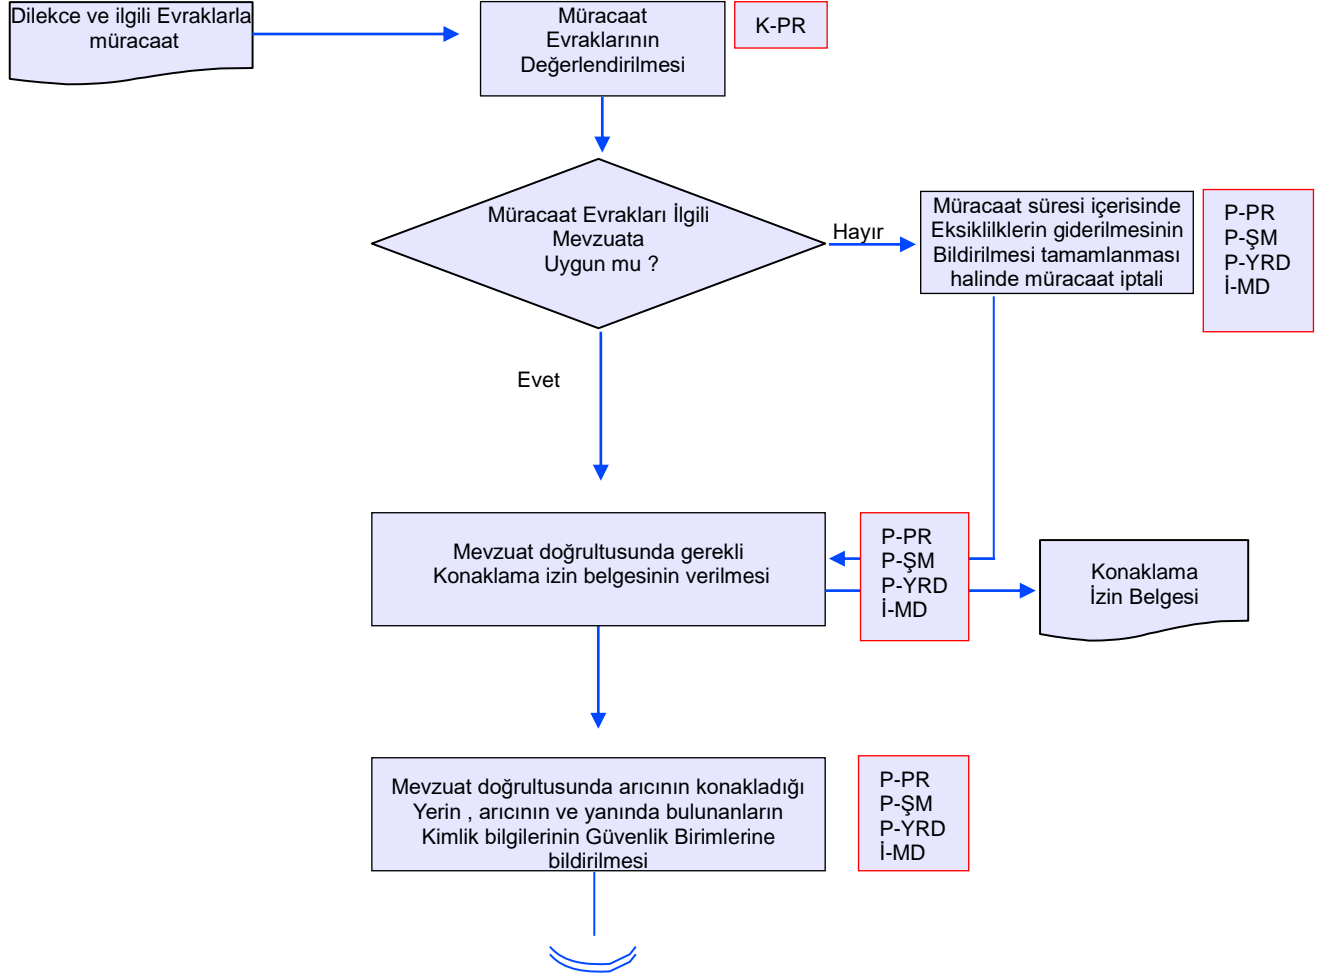 Dilekce ve ilgili Evraklarla
müracaat
Müracaat
Evraklarının
Değerlendirilmesi
K-PR
Müracaat Evrakları İlgili
Mevzuata
Uygun mu ?
Hayır
Müracaat süresi içerisinde
Eksiklilklerin giderilmesinin
Bildirilmesi tamamlanması
halinde müracaat iptali
P-PR
P-ŞM
P-YRD
İ-MD
Evet
Mevzuat doğrultusunda gerekli
Konaklama izin belgesinin verilmesi
P-PR
P-ŞM
P-YRD
İ-MD
Konaklama
İzin Belgesi
Mevzuat doğrultusunda arıcının konakladığı
Yerin , arıcının ve yanında bulunanların
Kimlik bilgilerinin Güvenlik Birimlerine
bildirilmesi
P-PR
P-ŞM
P-YRD
İ-MD